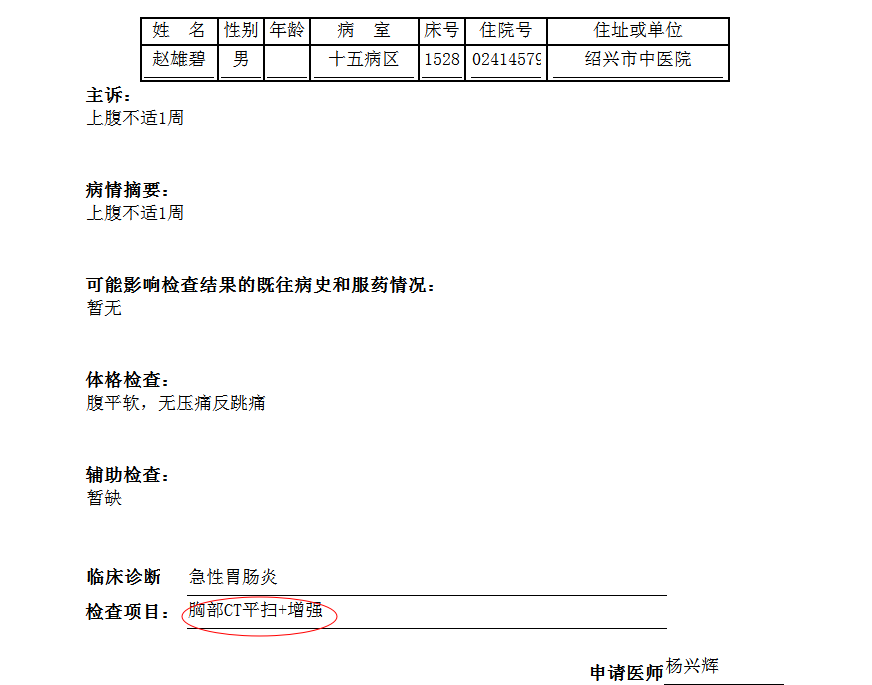 姓 名 性别 年龄 病 室 床号 住院号 住址或单位
赵雄碧 男 十五病区 1528 02414579 绍兴市中医院
主诉：
上腹不适1周
病情摘要：
上腹不适1周
可能影响检查结果的既往病史和服药情况：
暂无
体格检查：
腹平软，无压痛反跳痛
辅助检查：
暂缺
临床诊断 急性胃肠炎
检查项目：胸部CT平扫+增强
申请医师 杨兴辉